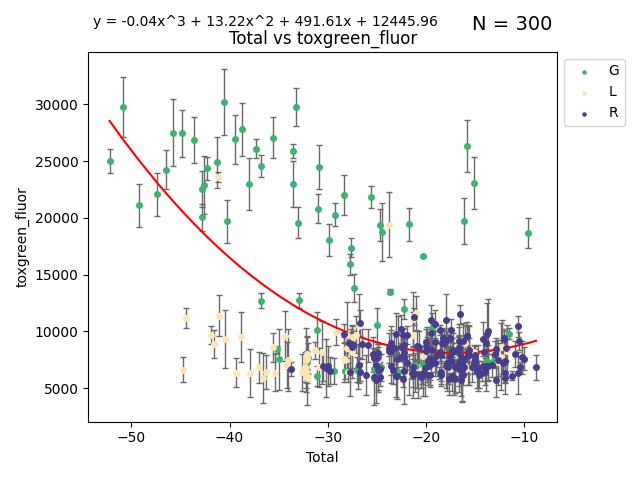 y = -0.04x^3 + 13.22x^2 + 491.61x + 12445.96
N = 300
Total vs toxgreen_fluor
G
L
R
30000
25000
20000
15000
10000
5000
toxgreen_fluor
−50
−40
−30
−20
−10
Total